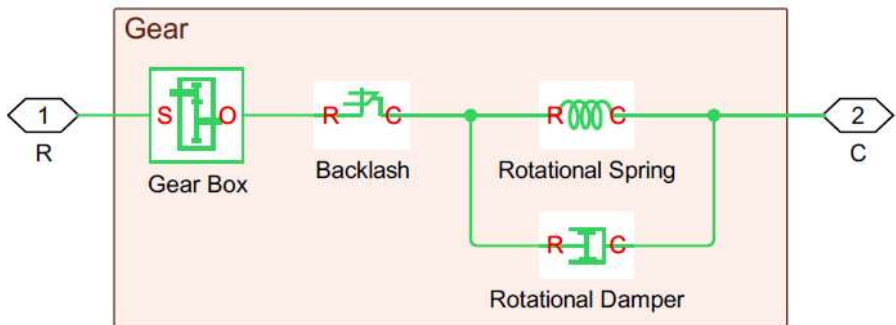 Gear
1
R
S
O
Gear Box
R
C
Backlash
R
C
Rotational Spring
R
C
Rotational Damper
2
C